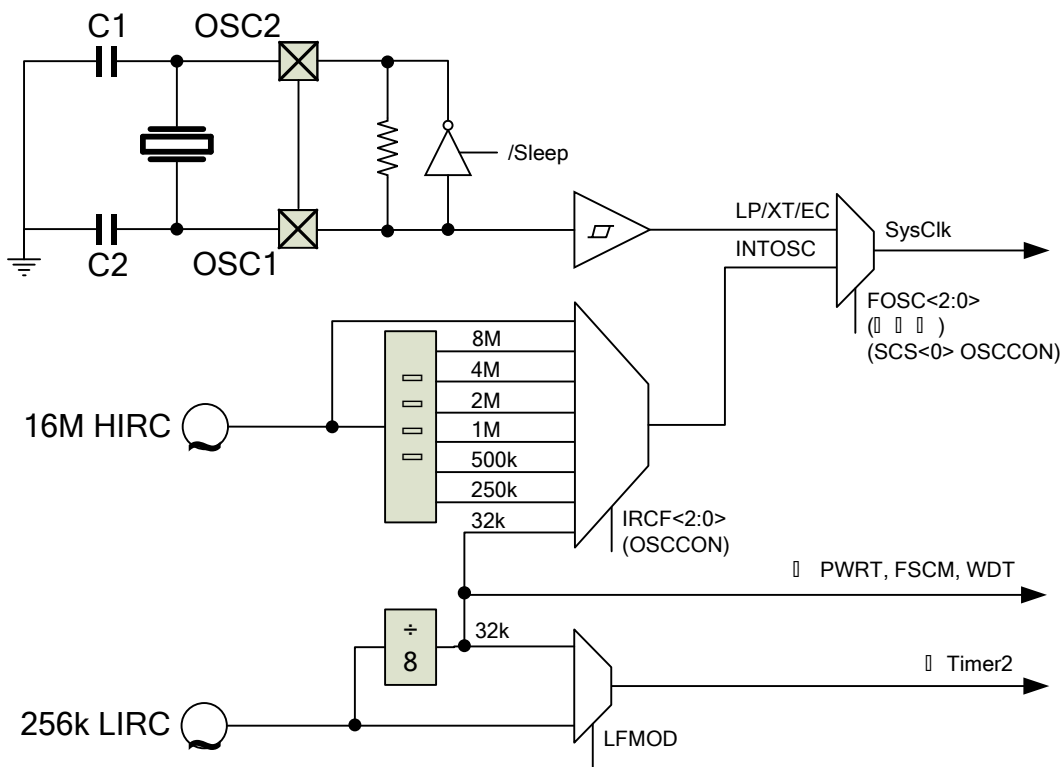 C1
OSC2
/Sleep
C2
OSC1
LP/XT/EC
SysClk
INTOSC
FOSC<2:0>
(SCS<0> OSCCON)
8M
4M
2M
1M
500k
250k
32k
16M HIRC
IRCF<2:0>
(OSCCON)
PWRT, FSCM, WDT
÷
8
32k
Timer2
256k LIRC
LFMOD